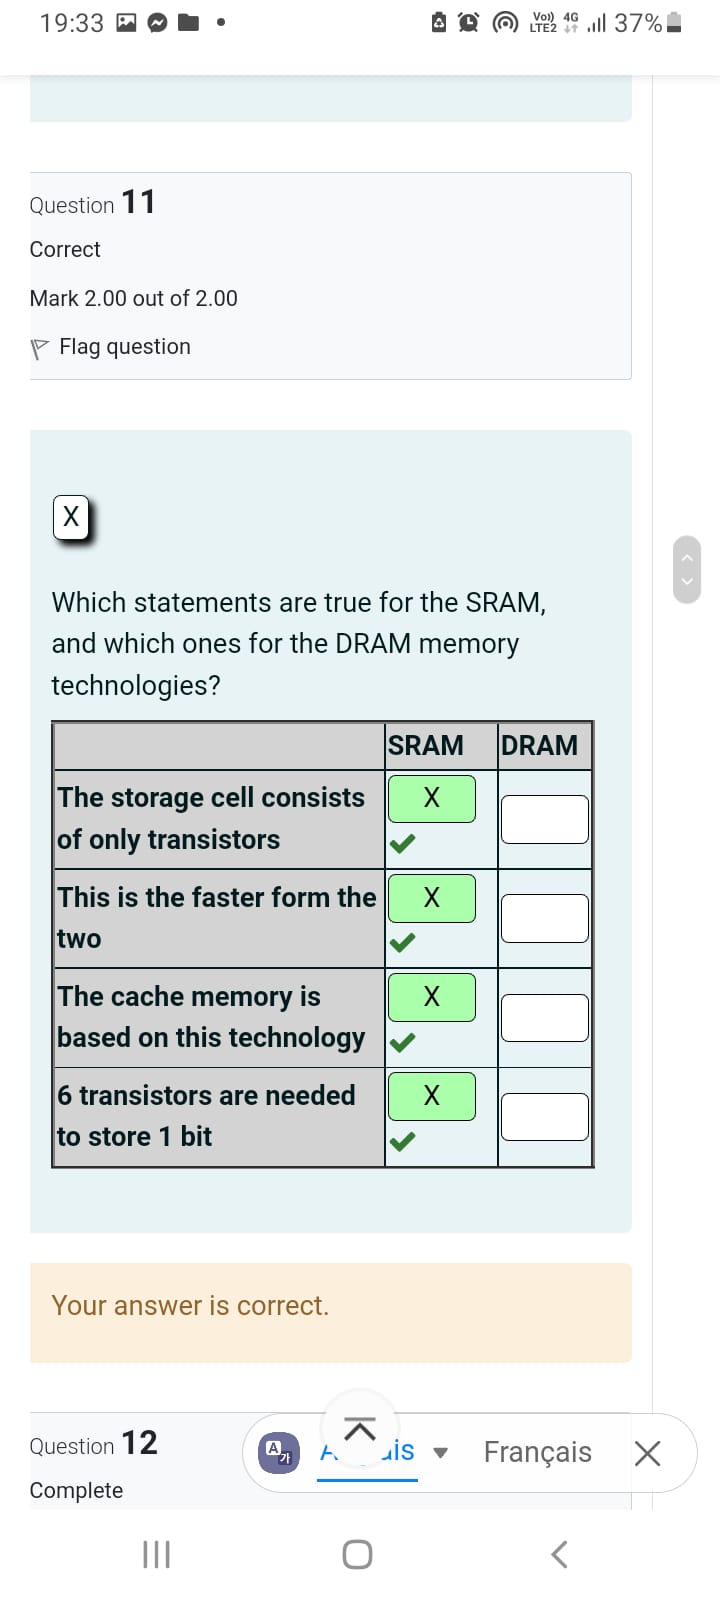 19:33
Vo)) 4G
LTE2
37%
Question 11
Correct
Mark 2.00 out of 2.00
Flag question
X
Which statements are true for the SRAM,
and which ones for the DRAM memory
technologies?
SRAM DRAM
The storage cell consists
of only transistors
X
This is the faster form the
two
X
The cache memory is
based on this technology
X
6 transistors are needed
to store 1 bit
X
Your answer is correct.
Question 12
Complete
Français